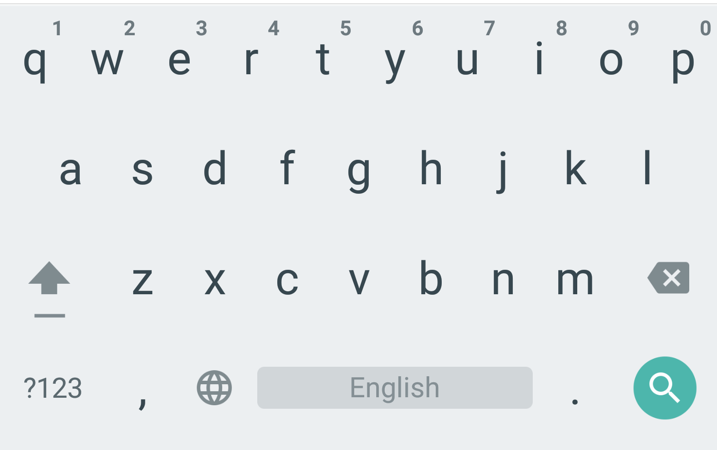 1 2 3 4 5 6 7 8 9 0
q w e r t y u i o p
a s d f g h j k l
z x c v b n m
?123 , English .